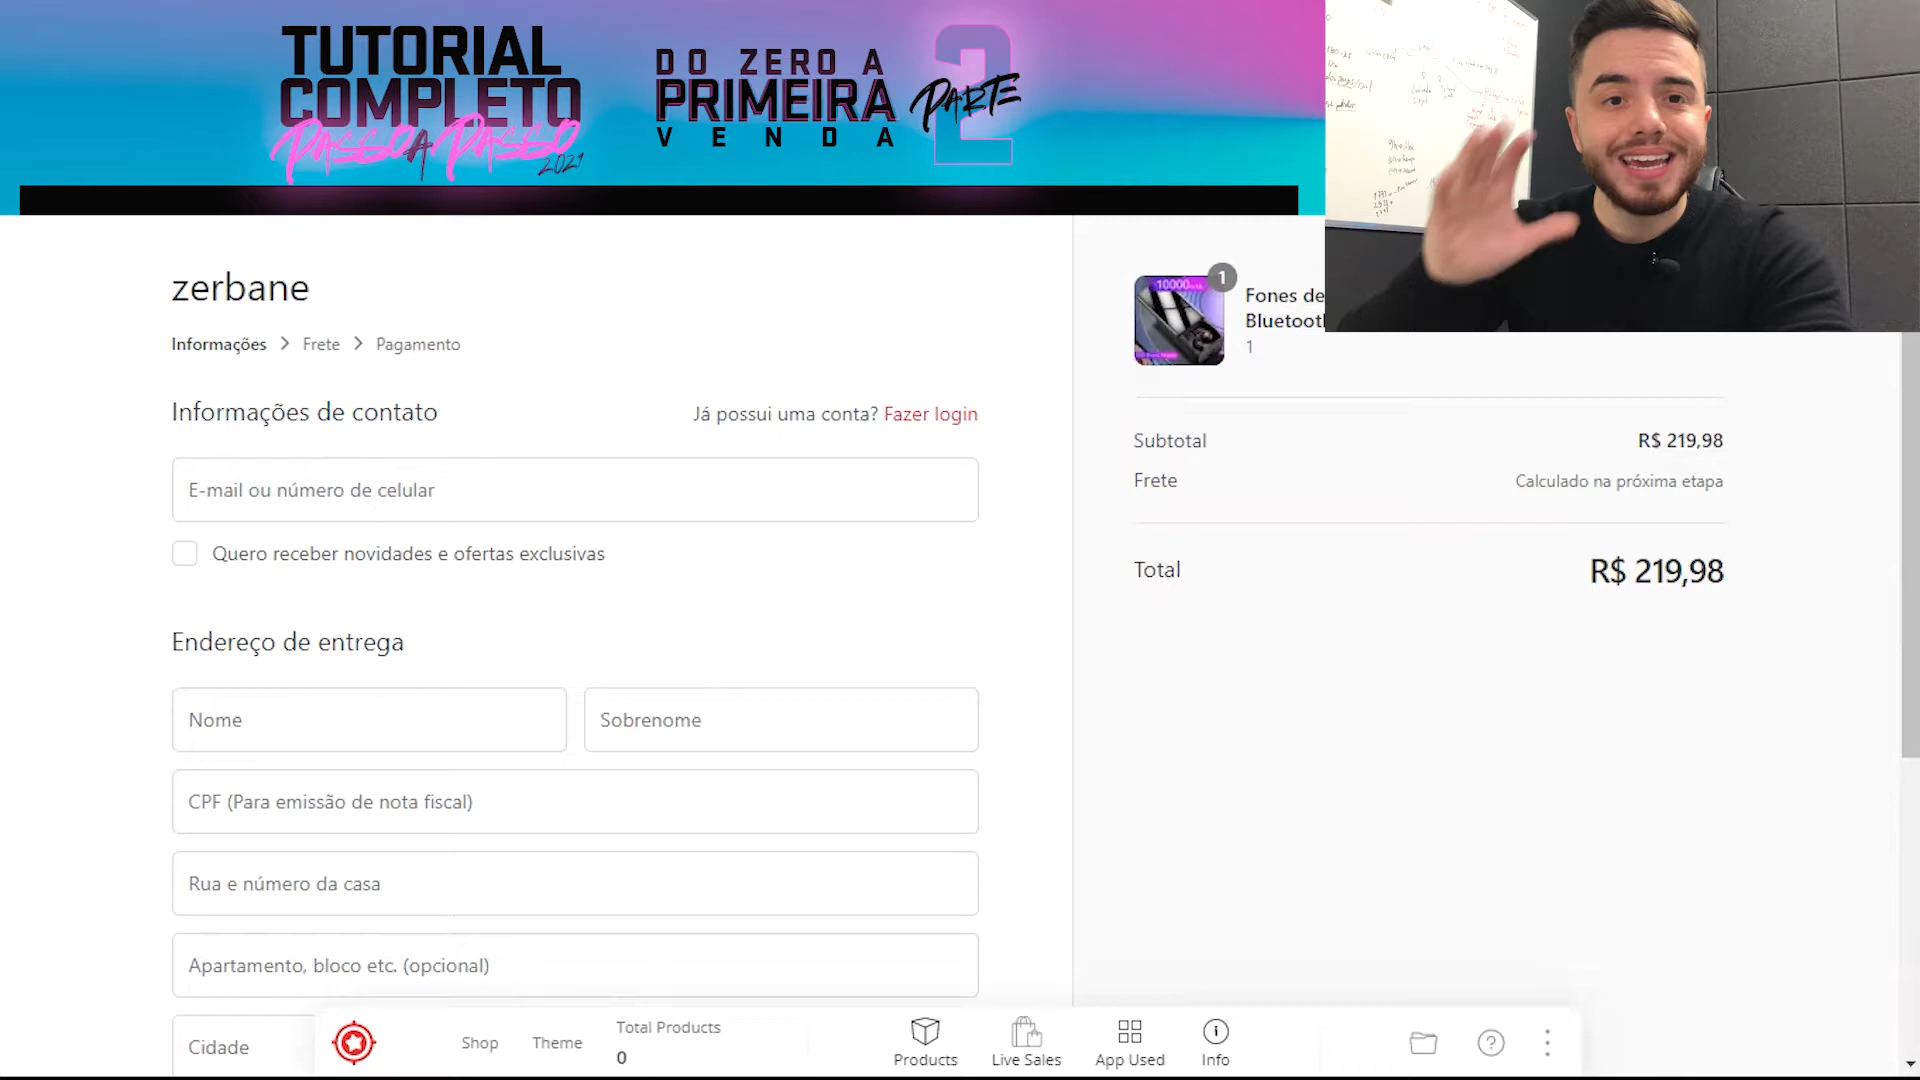 TUTORIAL
COMPLETO
PASSO A PASSO
2021
DO ZERO A
PRIMEIRA
VENDA
2
PARTE
zerbane
Informações > Frete > Pagamento
Informações de contato
Já possui uma conta? Fazer login
E-mail ou número de celular
Quero receber novidades e ofertas exclusivas
Endereço de entrega
Nome
Sobrenome
CPF (Para emissão de nota fiscal)
Rua e número da casa
Apartamento, bloco etc. (opcional)
Cidade
10000
1
Fones de
Bluetooth
1
Subtotal
R$ 219,98
Frete
Calculado na próxima etapa
Total
R$ 219,98
Shop
Theme
Total Products
0
Products
Live Sales
App Used
Info